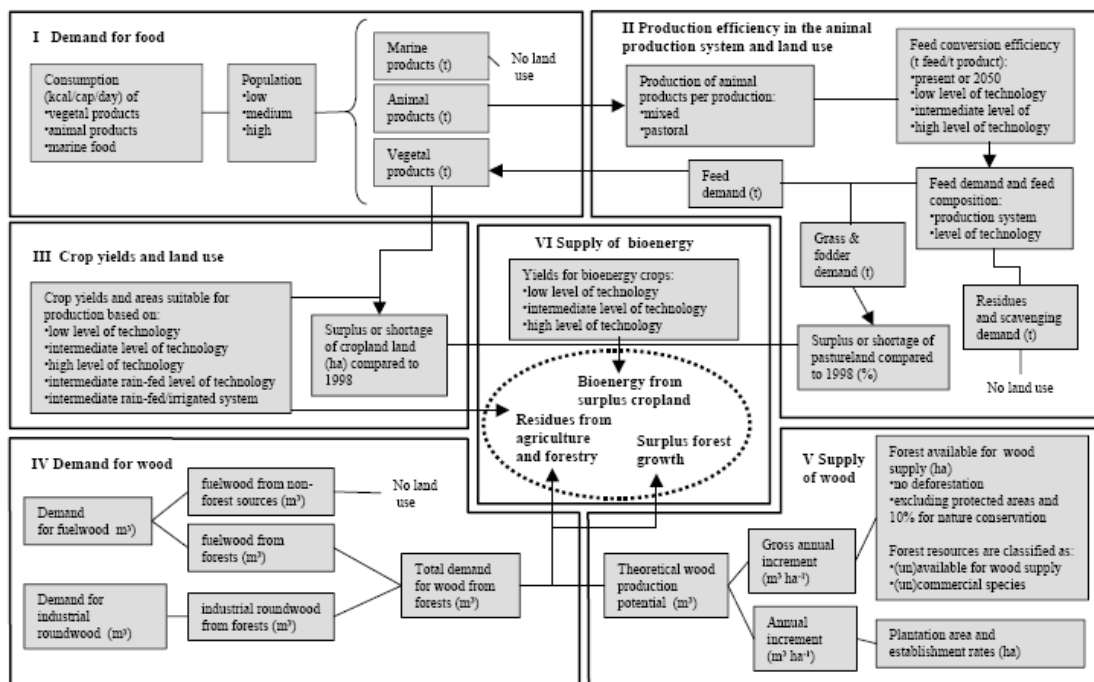 I Demand for food
Consumption
(kcal/cap/day) of
•vegetal products
•animal products
•marine food
Population
•low
•medium
•high
Marine
products (t)
No land
use
Animal
products (t)
Vegetal
products (t)
II Production efficiency in the animal
production system and land use
Production of animal
products per production:
•mixed
•pastoral
Feed conversion efficiency
(t feed/t product):
•present or 2050
•low level of technology
•intermediate level of
•high level of technology
Feed
demand (t)
Feed demand and feed
composition:
•production system
•level of technology
Grass &
fodder
demand (t)
Residues
and scavenging
demand (t)
Surplus or shortage of
pastureland compared
to 1998 (%)
No land use
III Crop yields and land use
Crop yields and areas suitable for
production based on:
•low level of technology
•intermediate level of technology
•high level of technology
•intermediate rain-fed level of technology
•intermediate rain-fed/irrigated system
Surplus or shortage
of cropland land
(ha) compared to
1998
VI Supply of bioenergy
Yields for bioenergy crops:
•low level of technology
•intermediate level of technology
•high level of technology
Bioenergy from
surplus cropland
Residues from
agriculture
and forestry
Surplus forest
growth
IV Demand for wood
Demand
for fuelwood m³)
fuelwood from non-
forest sources (m³)
No land
use
fuelwood from
forests (m³)
Demand for
industrial
roundwood (m³)
industrial roundwood
from forests (m³)
Total demand
for wood from
forests (m³)
V Supply
of wood
Theoretical wood
production
potential (m³)
Gross annual
increment
(m³ ha⁻¹)
Annual
increment
(m³ ha⁻¹)
Forest available for wood
supply (ha)
•no deforestation
•excluding protected areas and
10% for nature conservation
Forest resources are classified as:
•(un)available for wood supply
•(un)commercial species
Plantation area and
establishment rates (ha)